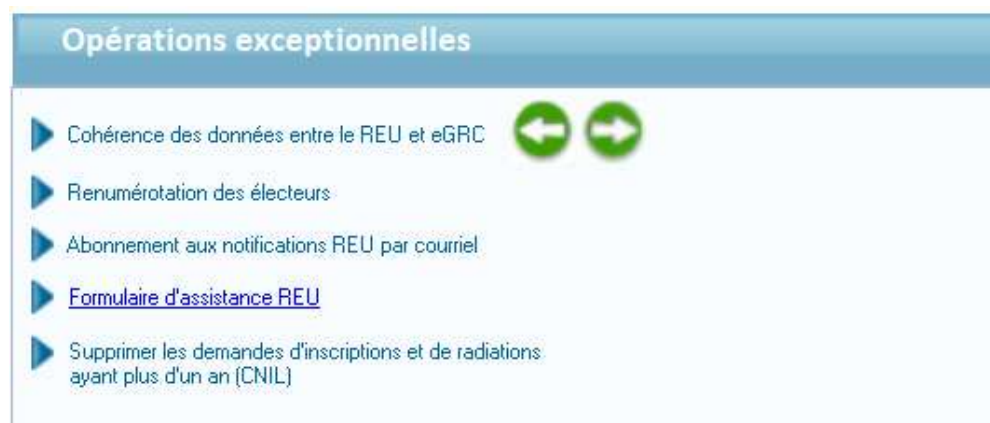 Opérations exceptionnelles
Cohérence des données entre le REU et eGRC
Renumérotation des électeurs
Abonnement aux notifications REU par courriel
Formulaire d'assistance REU
Supprimer les demandes d'inscriptions et de radiations
ayant plus d'un an (CNIL)